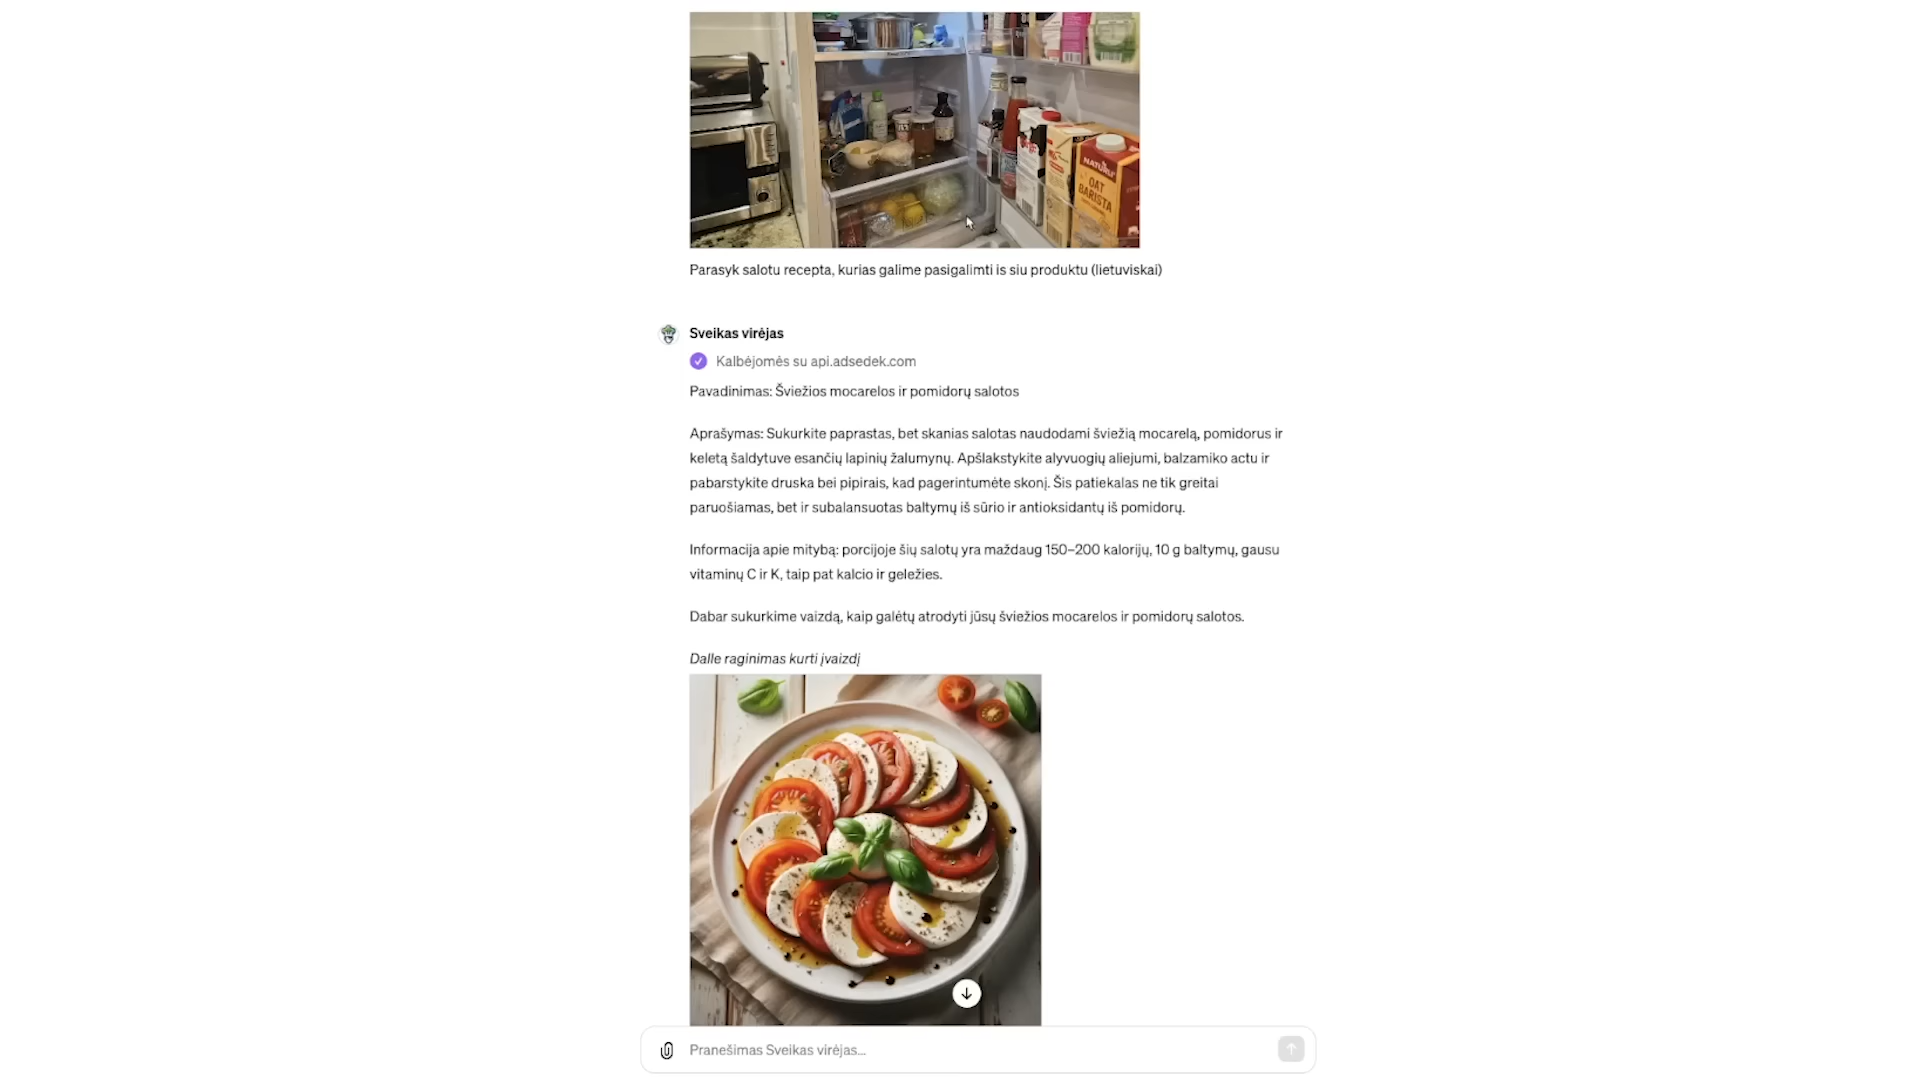 NATURLI
OAT
BARISTA
Parasyk salotu recepta, kurias galime pasigalimti is siu produktu (lietuviskai)
Sveikas virėjas
Kalbėjomės su api.adsedek.com
Pavadinimas: Šviežios mocarelos ir pomidorų salotos
Aprašymas: Sukurkite paprastas, bet skanias salotas naudodami šviežią mocarelą, pomidorus ir
keletą šaldytuve esančių lapinių žalumynų. Apšlakstykite alyvuogių aliejumi, balzamiko actu ir
pabarstykite druska bei pipirais, kad pagerintumėte skonį. Šis patiekalas ne tik greitai
paruošiamas, bet ir subalansuotas baltymų iš sūrio ir antioksidantų iš pomidorų.
Informacija apie mitybą: porcijoje šių salotų yra maždaug 150–200 kalorijų, 10 g baltymų, gausu
vitaminų C ir K, taip pat kalcio ir geležies.
Dabar sukurkime vaizdą, kaip galėtų atrodyti jūsų šviežios mocarelos ir pomidorų salotos.
Dalle raginimas kurti įvaizdį
Pranešimas Sveikas virėjas...